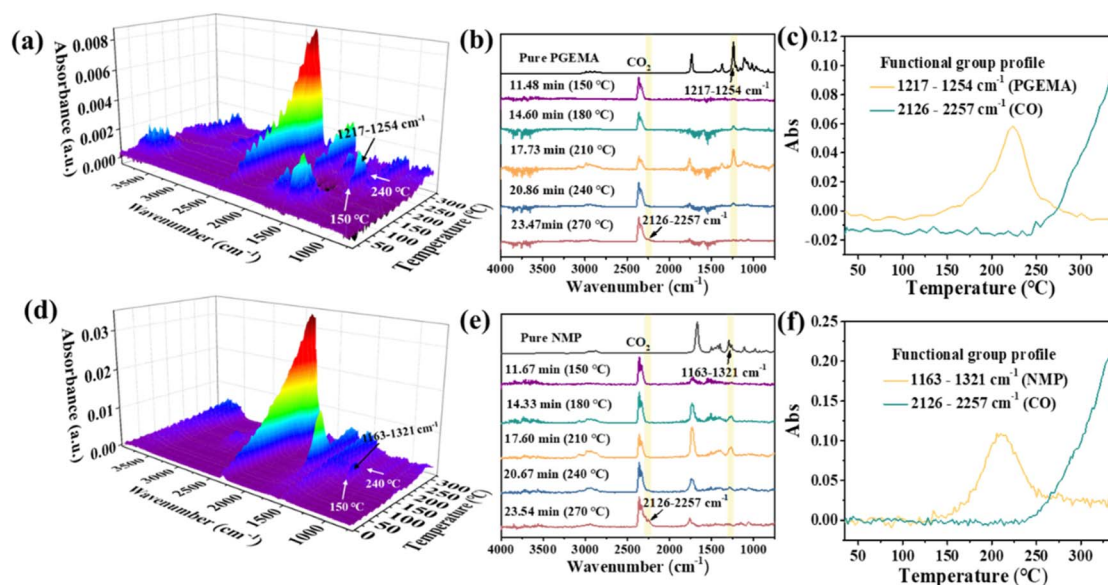 (a)
Absorbance (a.u.)
0.008
0.006
0.004
0.002
0.000
1217-1254 cm-1
240 °C
150 °C
3500
3000
2500
2000
1500
1000
Wavenumber (cm-1)
300
250
200
150
100
50
Temperature (°C)
(b)
Pure PGEMA
CO2
1217-1254 cm-1
11.48 min (150 °C)
14.60 min (180 °C)
17.73 min (210 °C)
20.86 min (240 °C)
23.47min (270 °C)
2126-2257 cm-1
4000 3500 3000 2500 2000 1500 1000
Wavenumber (cm-1)
(c)
Abs
0.12
0.10
0.08
0.06
0.04
0.02
0.00
-0.02
Functional group profile
1217 - 1254 cm-1 (PGEMA)
2126 - 2257 cm-1 (CO)
50 100 150 200 250 300
Temperature (°C)
(d)
Absorbance (a.u.)
0.03
0.02
0.01
0.00
1163-1321 cm-1
240 °C
150 °C
3500
3000
2500
2000
1500
1000
Wavenumber (cm-1)
300
250
200
150
100
50
0
Temperature (°C)
(e)
Pure NMP
CO2
1163-1321 cm-1
11.67 min (150 °C)
14.33 min (180 °C)
17.60 min (210 °C)
20.67 min (240 °C)
23.54 min (270 °C)
2126-2257 cm-1
4000 3500 3000 2500 2000 1500 1000
Wavenumber (cm-1)
(f)
Abs
0.25
0.20
0.15
0.10
0.05
0.00
Functional group profile
1163 - 1321 cm-1 (NMP)
2126 - 2257 cm-1 (CO)
50 100 150 200 250 300
Temperature (°C)